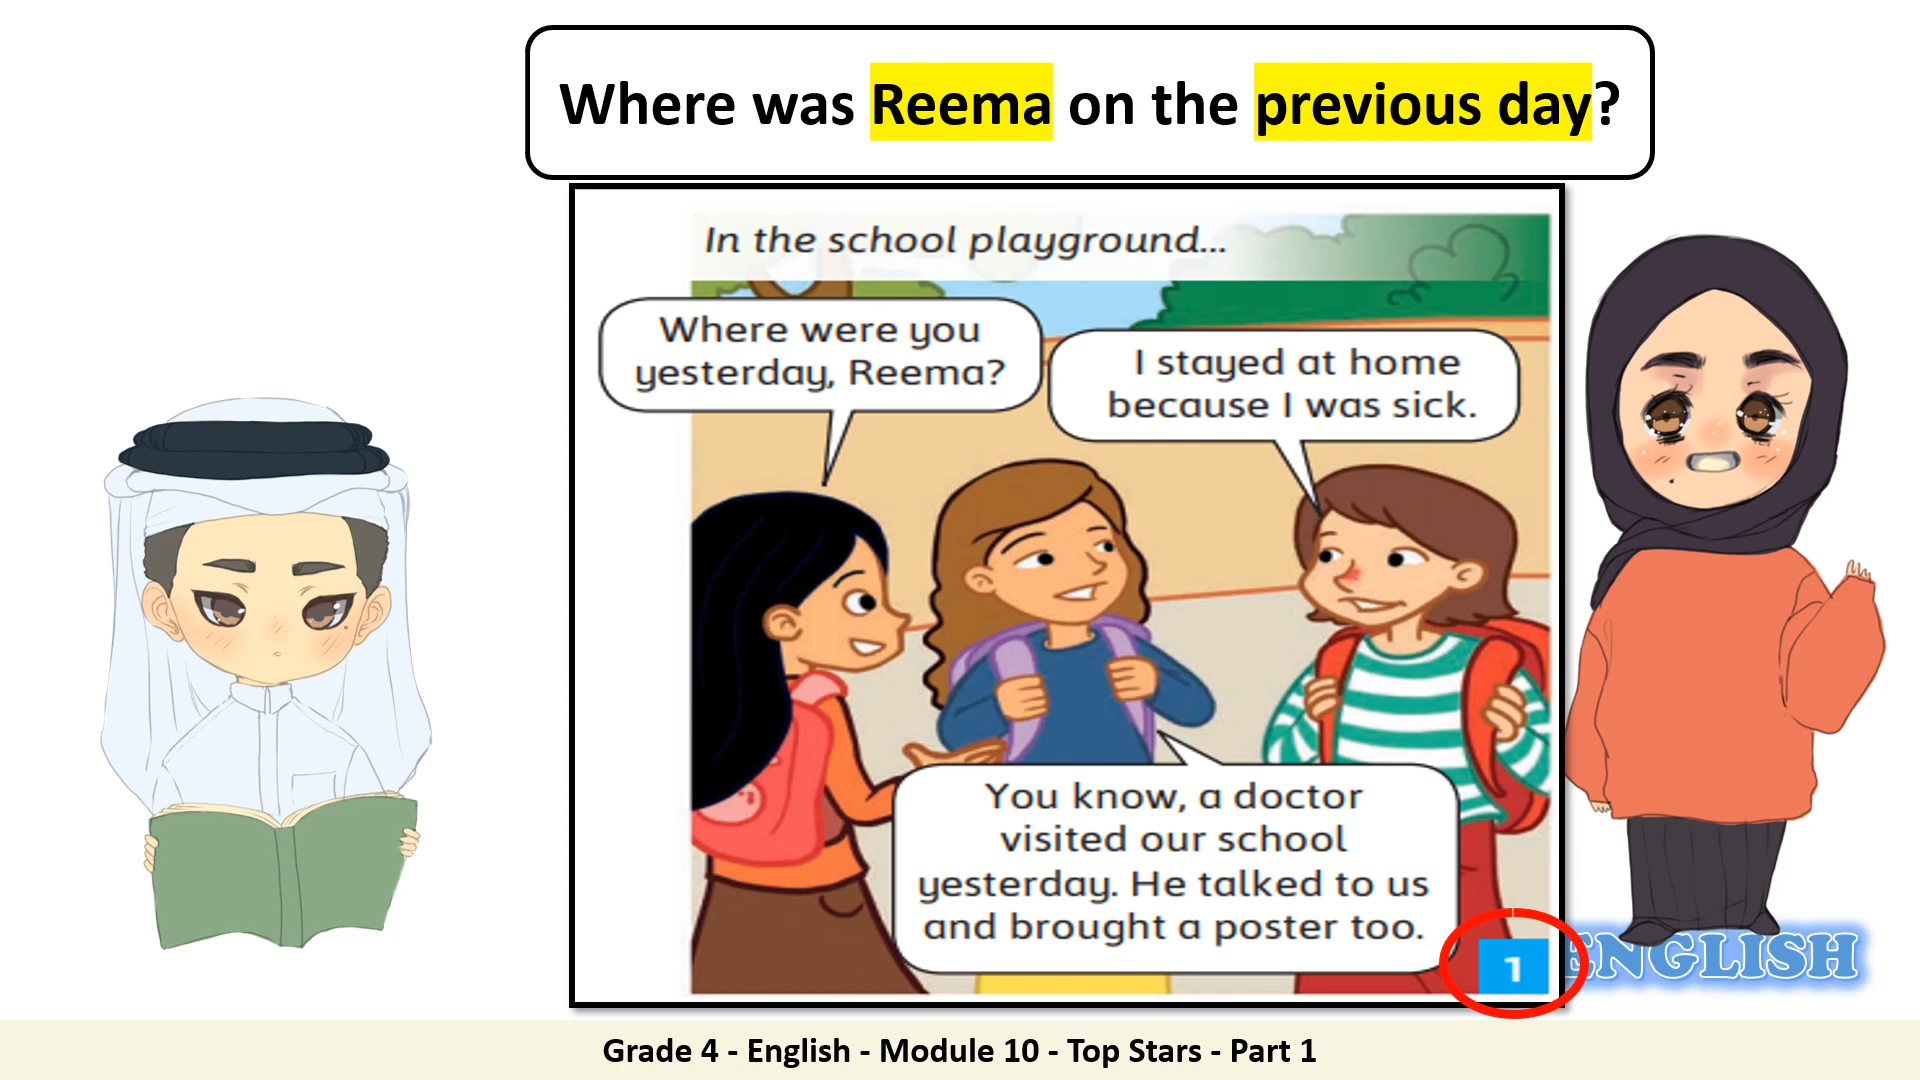 Where was Reema on the previous day?
In the school playground...
Where were you
yesterday, Reema?
I stayed at home
because I was sick.
You know, a doctor
visited our school
yesterday. He talked to us
and brought a poster too.
1
ENGLISH
Grade 4 - English - Module 10 - Top Stars - Part 1